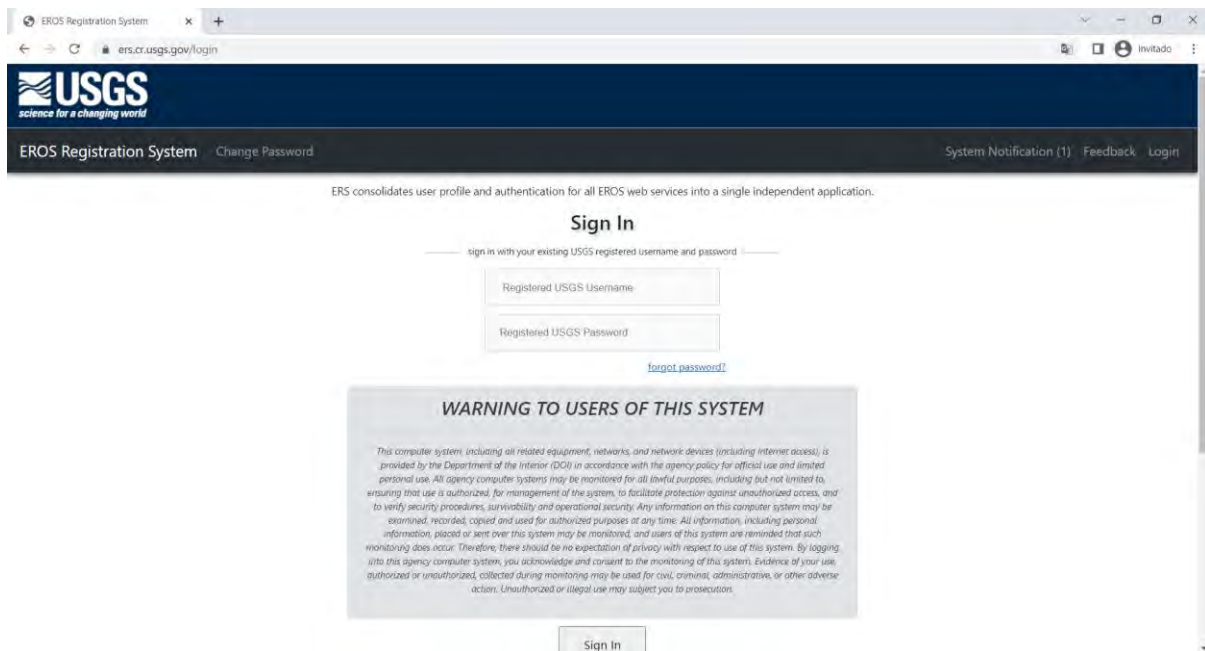 EROS Registration System
ers.cr.usgs.gov/login
Invitado
USGS
science for a changing world
EROS Registration System Change Password System Notification (1) Feedback Login
ERS consolidates user profile and authentication for all EROS web services into a single independent application.
Sign In
sign in with your existing USGS registered username and password
Registered USGS Username
Registered USGS Password
forgot password?
WARNING TO USERS OF THIS SYSTEM
This computer system, including all related equipment, networks, and network devices (including Internet access), is
provided by the Department of the Interior (DOI) in accordance with the agency policy for official use and limited
personal use. All agency computer systems may be monitored for all lawful purposes, including but not limited to,
ensuring that use is authorized, for management of the system, to facilitate protection against unauthorized access, and
to verify security procedures, survivability and operational security. Any information on this computer system may be
examined, recorded, copied and used for authorized purposes at any time. All information, including personal
information, placed or sent over this system may be monitored, and users of this system are reminded that such
monitoring does occur. Therefore, there should be no expectation of privacy with respect to use of this system. By logging
into this agency computer system, you acknowledge and consent to the monitoring of this system. Evidence of your use,
authorized or unauthorized, collected during monitoring may be used for civil, criminal, administrative, or other adverse
action. Unauthorized or illegal use may subject you to prosecution.
Sign In